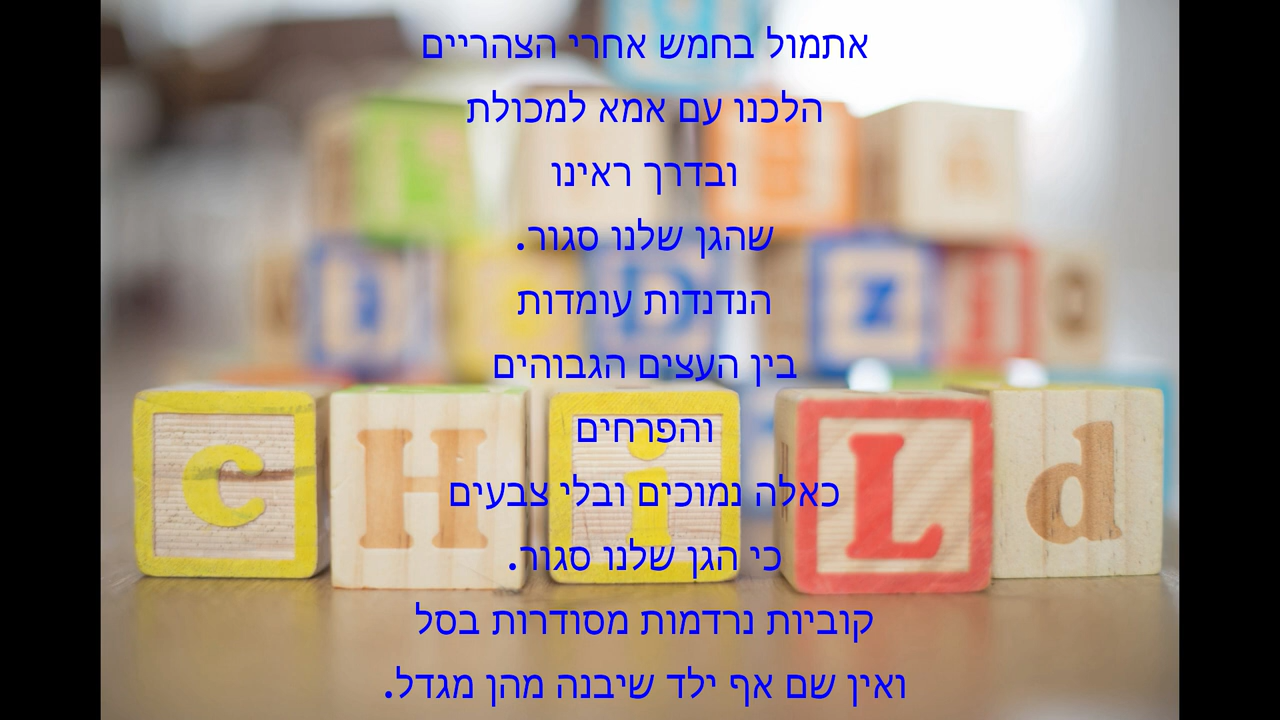 אתמול בחמש אחרי הצהריים
הלכנו עם אמא למכולת
ובדרך ראינו
שהגן שלנו סגור.
הנדנדות עומדות
בין העצים הגבוהים
והפרחים
כאלה נמוכים ובלי צבעים
כי הגן שלנו סגור.
קוביות נרדמות מסודרות בסל
ואין שם אף ילד שיבנה מהן מגדל.
c H i L d